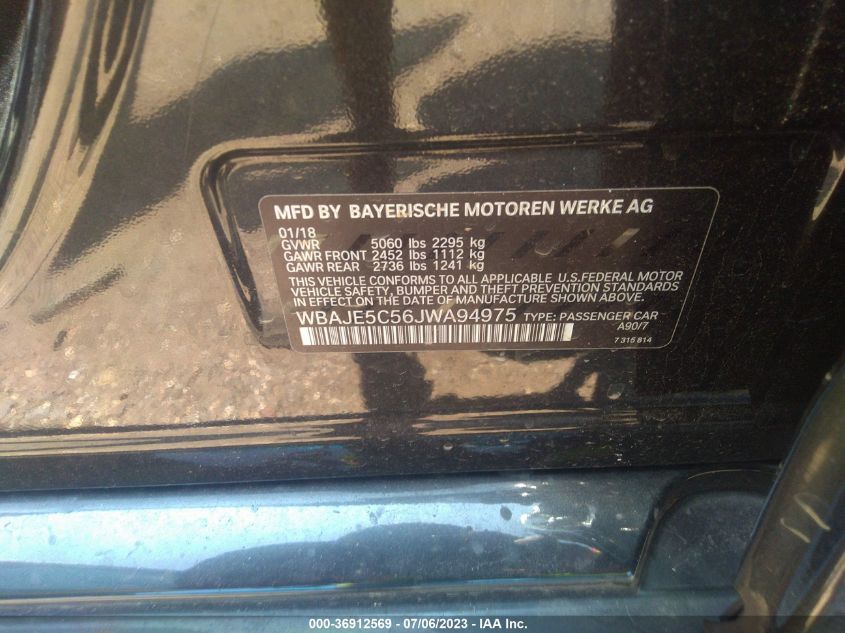 MFD BY BAYERISCHE MOTOREN WERKE AG
01/18
GVWR 5060 lbs 2295 kg
GAWR FRONT 2452 lbs 1112 kg
GAWR REAR 2736 lbs 1241 kg
THIS VEHICLE CONFORMS TO ALL APPLICABLE U.S.FEDERAL MOTOR
VEHICLE SAFETY, BUMPER AND THEFT PREVENTION STANDARDS
IN EFFECT ON THE DATE OF MANUFACTURE SHOWN ABOVE.
WBAJE5C56JWA94975 TYPE: PASSENGER CAR
A90/7
7 315 814
000-36912569 - 07/06/2023 - IAA Inc.